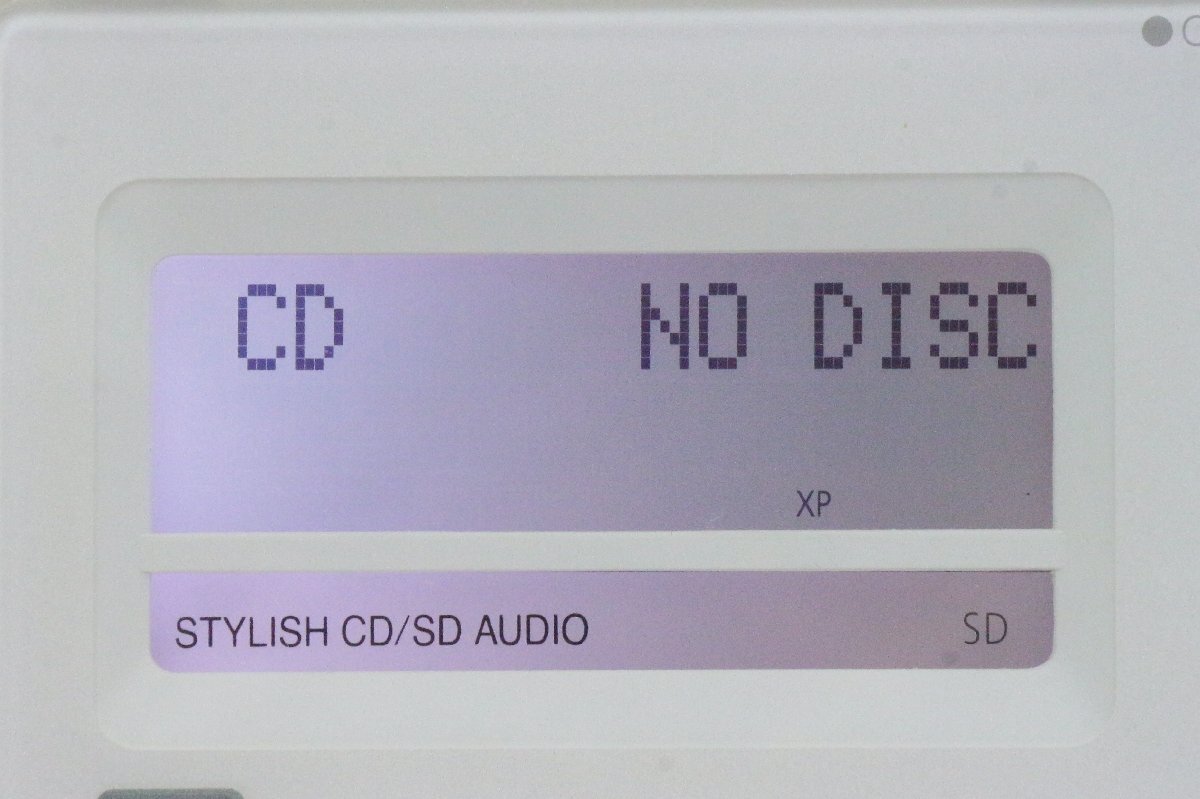 CD NO DISC
XP
STYLISH CD/SD AUDIO SD